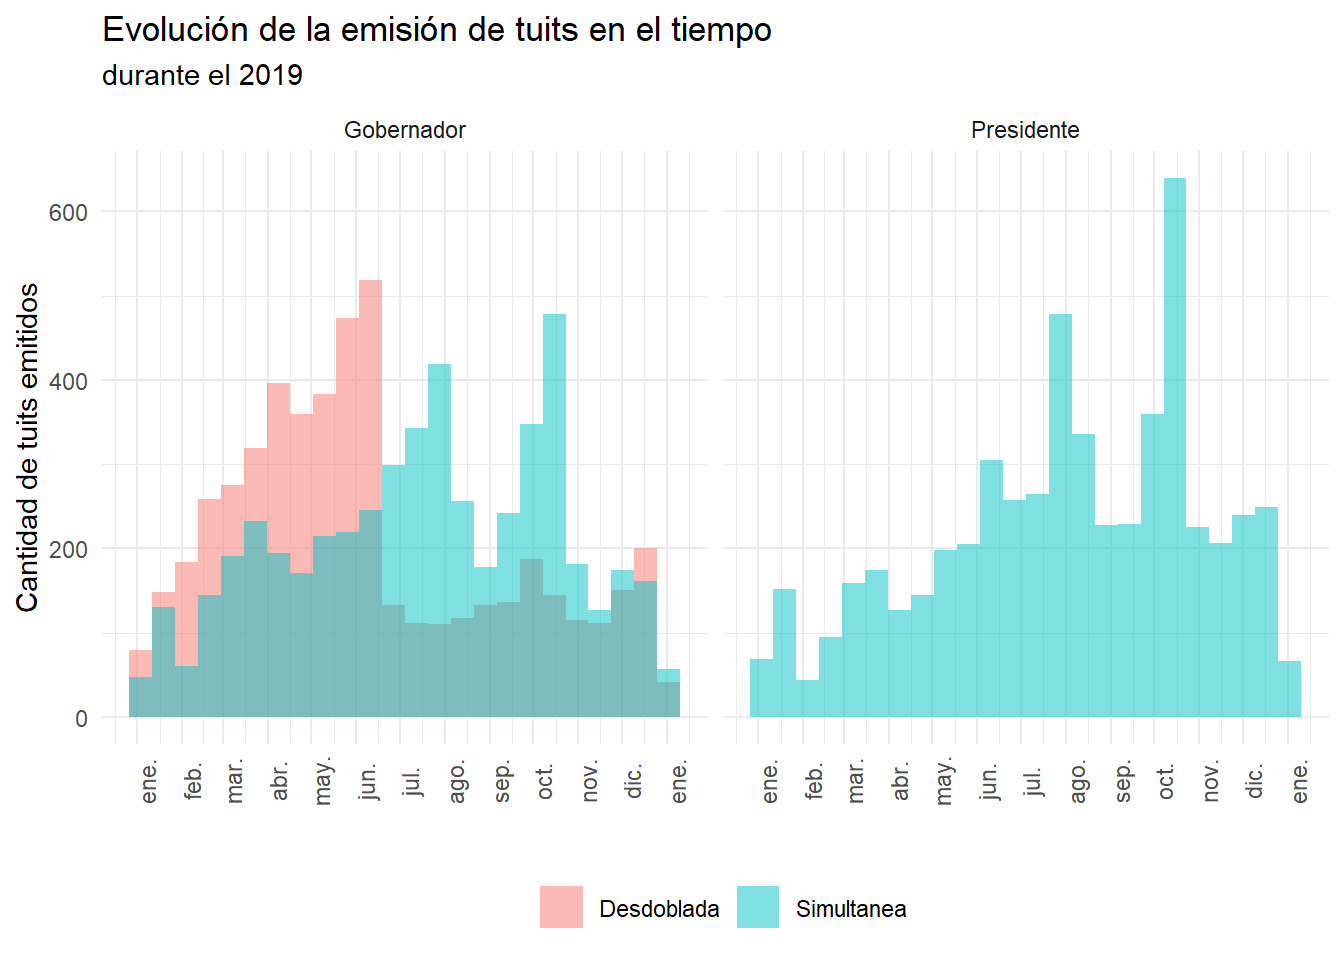 Evolución de la emisión de tuits en el tiempo
durante el 2019
Gobernador
Presidente
Cantidad de tuits emitidos
600
400
200
0
ene. feb. mar. abr. may. jun. jul. ago. sep. oct. nov. dic. ene.
ene. feb. mar. abr. may. jun. jul. ago. sep. oct. nov. dic. ene.
Desdoblada Simultanea